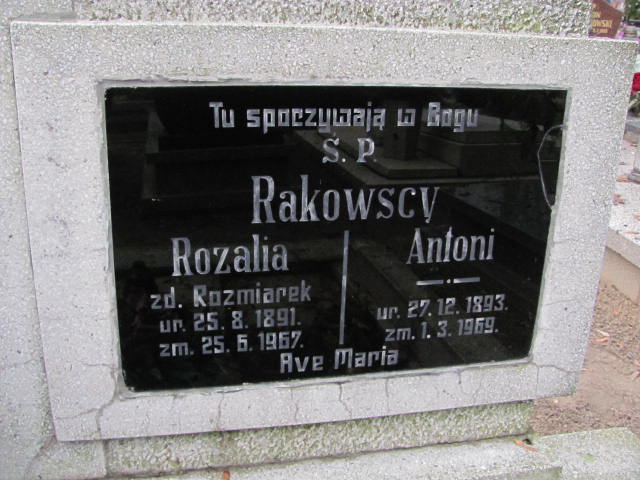 Tu spoczywają w Bogu
Ś. P.
Rakowscy
Rozalia
zd. Rozmiarek
ur. 25. 8. 1891.
zm. 25. 6. 1967.
Antoni
ur. 27. 12. 1893.
zm. 1. 3. 1969.
Ave Maria